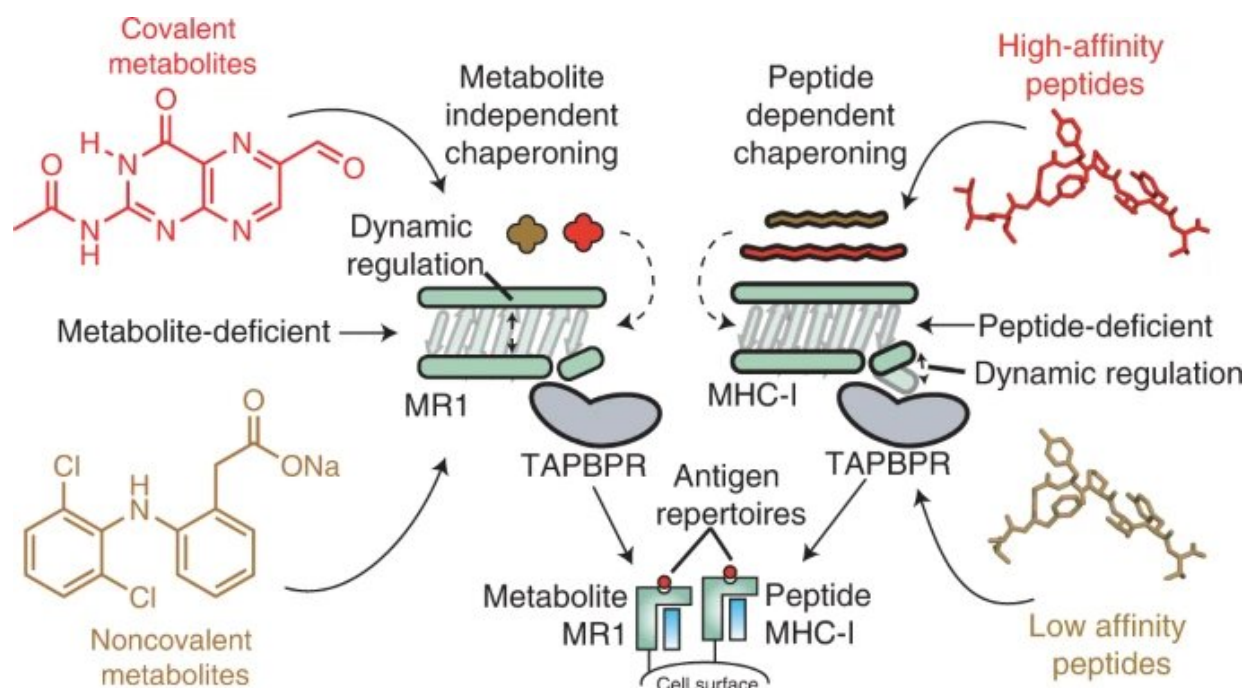 Covalent
metabolites
O
H
N
N
O
O
N
H
N
N
Metabolite
independent
chaperoning
Peptide
dependent
chaperoning
High-affinity
peptides
Dynamic
regulation
Metabolite-deficient
Peptide-deficient
Dynamic regulation
MR1
MHC-I
TAPBPR
TAPBPR
O
ONa
Cl
H
N
Cl
Noncovalent
metabolites
Antigen
repertoires
Metabolite
MR1
Peptide
MHC-I
Cell surface
Low affinity
peptides